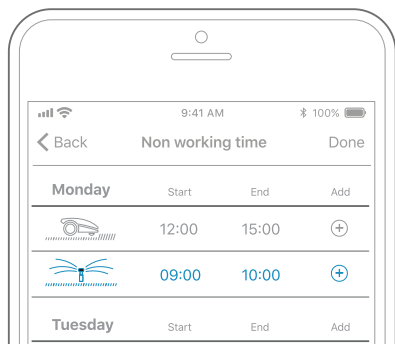 9:41 AM 100%
Back Non working time Done
Monday Start End Add
12:00 15:00
09:00 10:00
Tuesday Start End Add